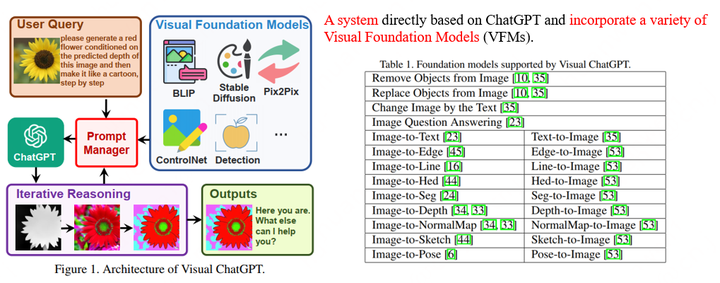 User Query
please generate a red
flower conditioned on
the predicted depth of
this image and then
make it like a cartoon,
step by step
Visual Foundation Models
BLIP
Stable
Diffusion
Pix2Pix
ControlNet
Detection
...
ChatGPT
Prompt
Manager
Iterative Reasoning
Outputs
Here you are.
What else
can I help
you?
Figure 1. Architecture of Visual ChatGPT.
A system directly based on ChatGPT and incorporate a variety of
Visual Foundation Models (VFMs).
Table 1. Foundation models supported by Visual ChatGPT.
Remove Objects from Image [10, 35]
Replace Objects from Image [10, 35]
Change Image by the Text [35]
Image Question Answering [23]
Image-to-Text [23] Text-to-Image [35]
Image-to-Edge [45] Edge-to-Image [53]
Image-to-Line [16] Line-to-Image [53]
Image-to-Hed [44] Hed-to-Image [53]
Image-to-Seg [24] Seg-to-Image [53]
Image-to-Depth [34, 33] Depth-to-Image [53]
Image-to-NormalMap [34, 33] NormalMap-to-Image [53]
Image-to-Sketch [44] Sketch-to-Image [53]
Image-to-Pose [6] Pose-to-Image [53]